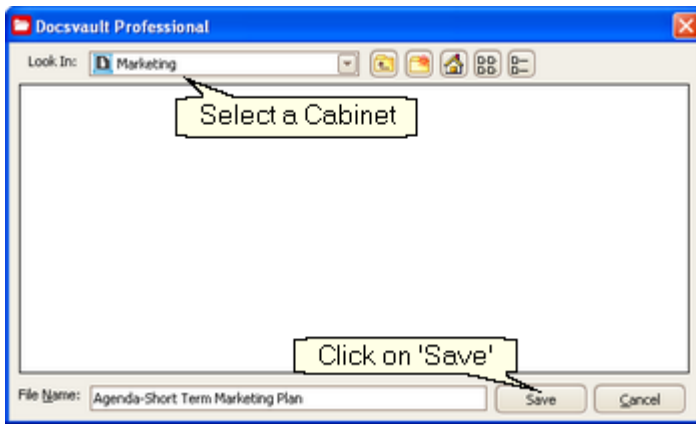 Docsvault Professional
Look In: Marketing
Select a Cabinet
Click on 'Save'
File Name: Agenda-Short Term Marketing Plan Save Cancel